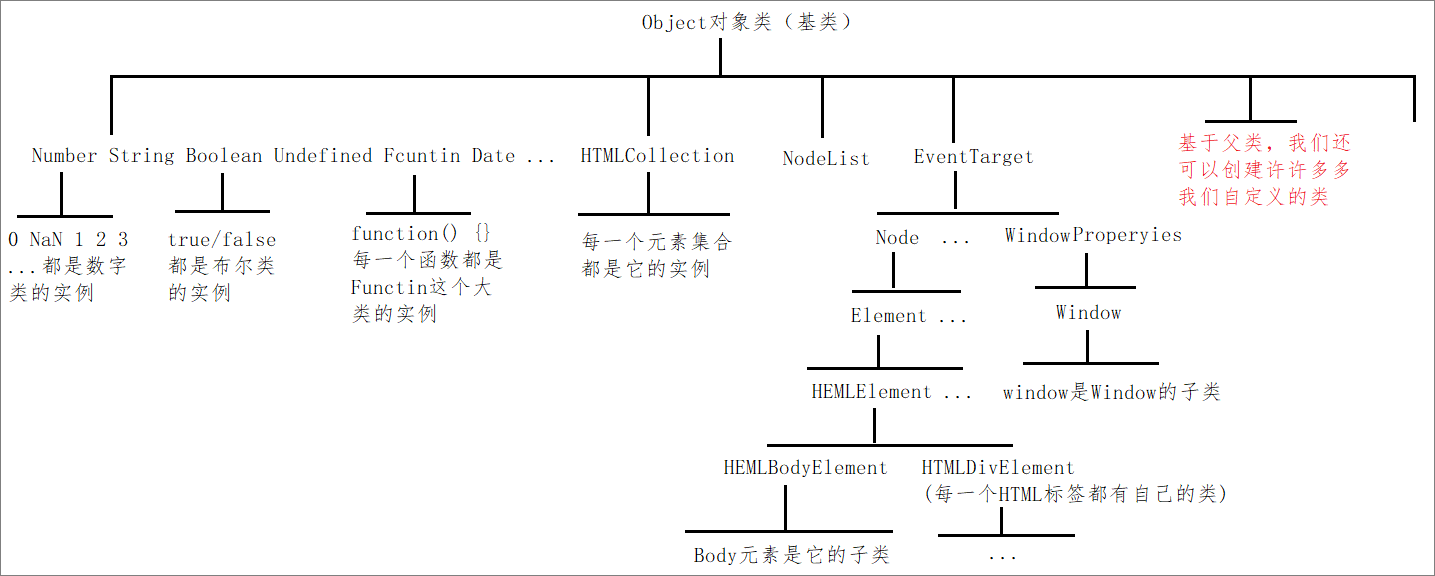 Object对象类（基类）
Number String Boolean Undefined Fcuntin Date ...
HTMLCollection
NodeList
EventTarget
基于父类，我们还
可以创建许许多多
我们自定义的类
0 NaN 1 2 3
...都是数字
类的实例
true/false
都是布尔类
的实例
function() {}
每一个函数都是
Functin这个大
类的实例
每一个元素集合
都是它的实例
Node ...
WindowProperyies
Element ...
Window
HEMLElement ...
window是Window的子类
HEMLBodyElement
HTMLDivElement
(每一个HTML标签都有自己的类)
Body元素是它的子类
...